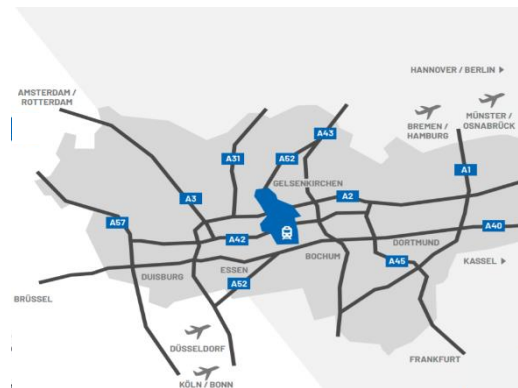 HANNOVER / BERLIN
AMSTERDAM /
ROTTERDAM
MÜNSTER /
OSNABRÜCK
BREMEN /
HAMBURG
A43
A52
A31
A1
GELSENKIRCHEN
A3
A2
A57
A42
A40
DORTMUND
BOCHUM
ESSEN
DUISBURG
A45
KASSEL
A52
BRÜSSEL
DÜSSELDORF
FRANKFURT
KÖLN / BONN